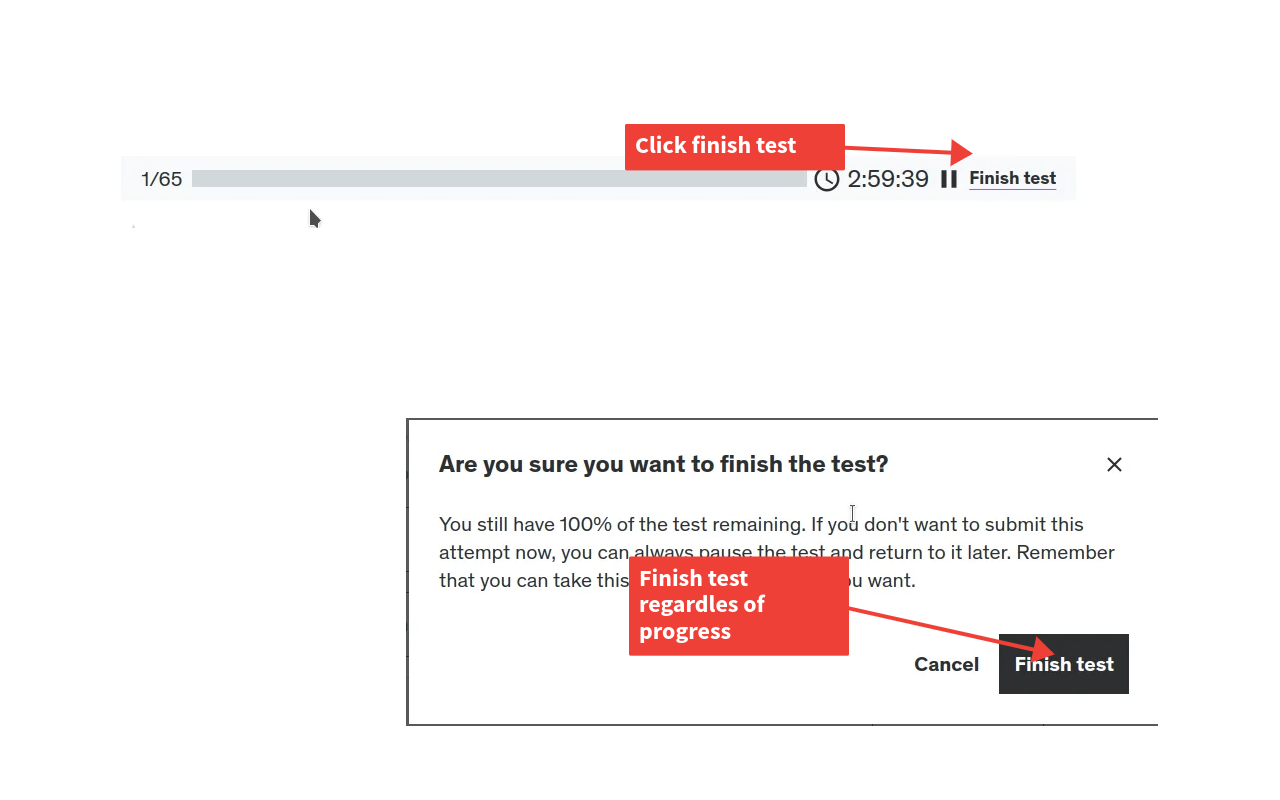 Click finish test
1/65
2:59:39
Finish test
Are you sure you want to finish the test?
You still have 100% of the test remaining. If you don't want to submit this
attempt now, you can always pause the test and return to it later. Remember
that you can take this
u want.
Finish test
regardles of
progress
Cancel
Finish test